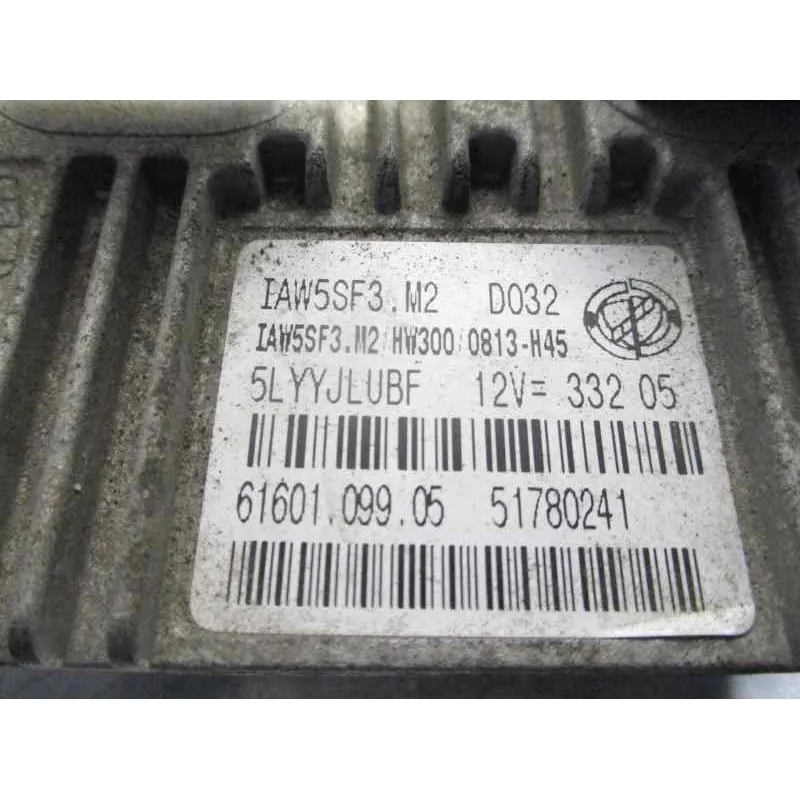 IAW5SF3.M2 D032
IAW5SF3.M2/HW300/0813-H45
5LYYJLUBF 12V= 332 05
61601.099.05 51780241